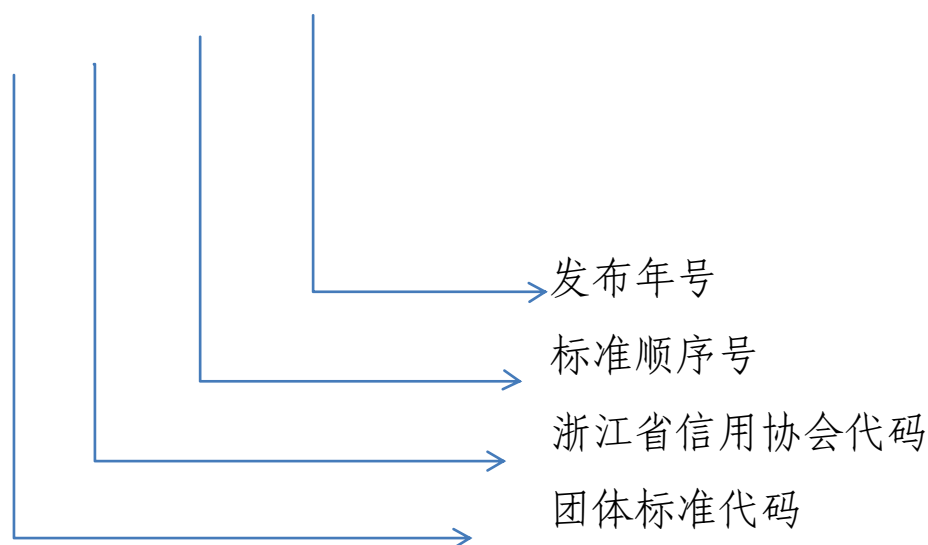 发布年号
标准顺序号
浙江省信用协会代码
团体标准代码